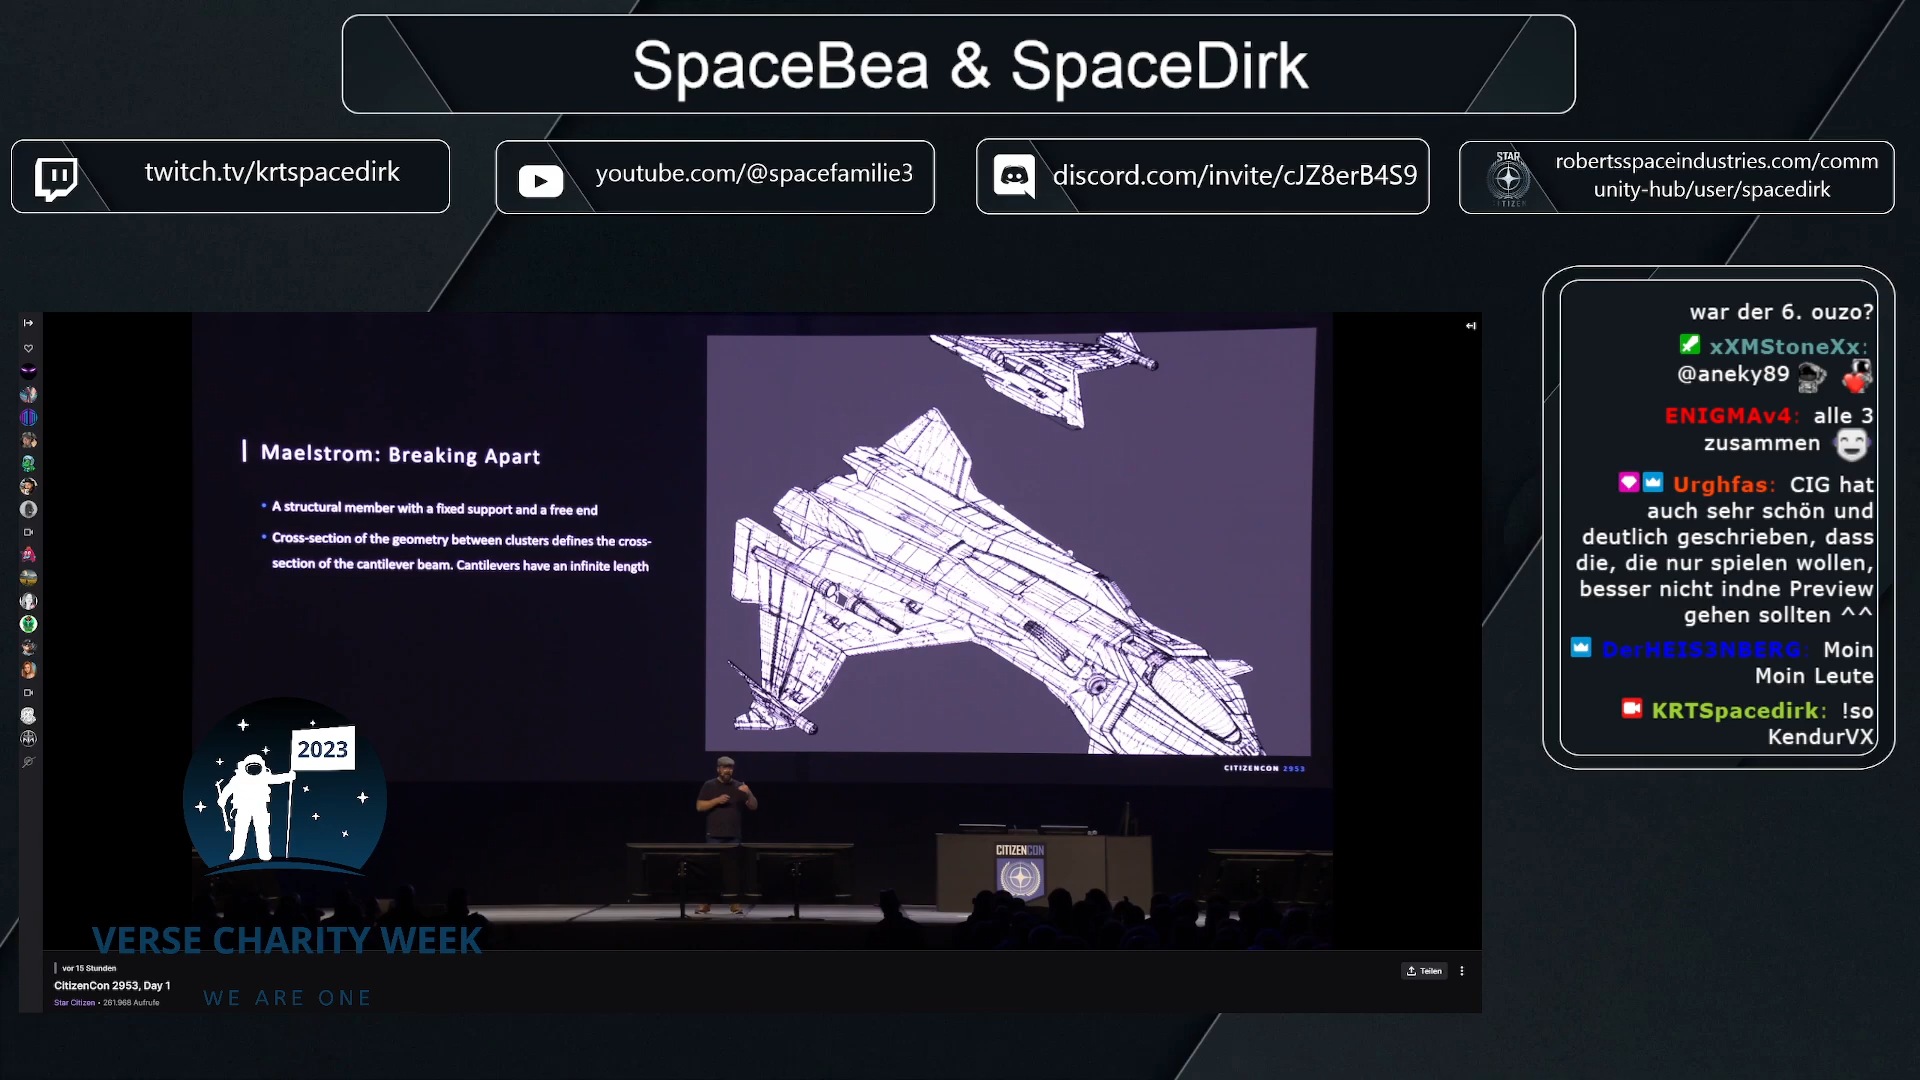 SpaceBea & SpaceDirk
twitch.tv/krtspacedirk
youtube.com/@spacefamilie3
discord.com/invite/cJZ8erB4S9
STAR
CITIZEN
robertsspaceindustries.com/comm
unity-hub/user/spacedirk
Maelstrom: Breaking Apart
• A structural member with a fixed support and a free end
• Cross-section of the geometry between clusters defines the cross-
section of the cantilever beam. Cantilevers have an infinite length
CITIZENCON 2953
2023
CITIZENCON
VERSE CHARITY WEEK
WE ARE ONE
vor 15 Stunden
CitizenCon 2953, Day 1
Star Citizen • 261.968 Aufrufe
Teilen
war der 6. ouzo?
xXMStoneXx:
@aneky89
ENIGMAv4: alle 3
zusammen
Urghfas: CIG hat
auch sehr schön und
deutlich geschrieben, dass
die, die nur spielen wollen,
besser nicht indne Preview
gehen sollten ^^
DerHEIS3NBERG: Moin
Moin Leute
KRTSpacedirk: !so
KendurVX